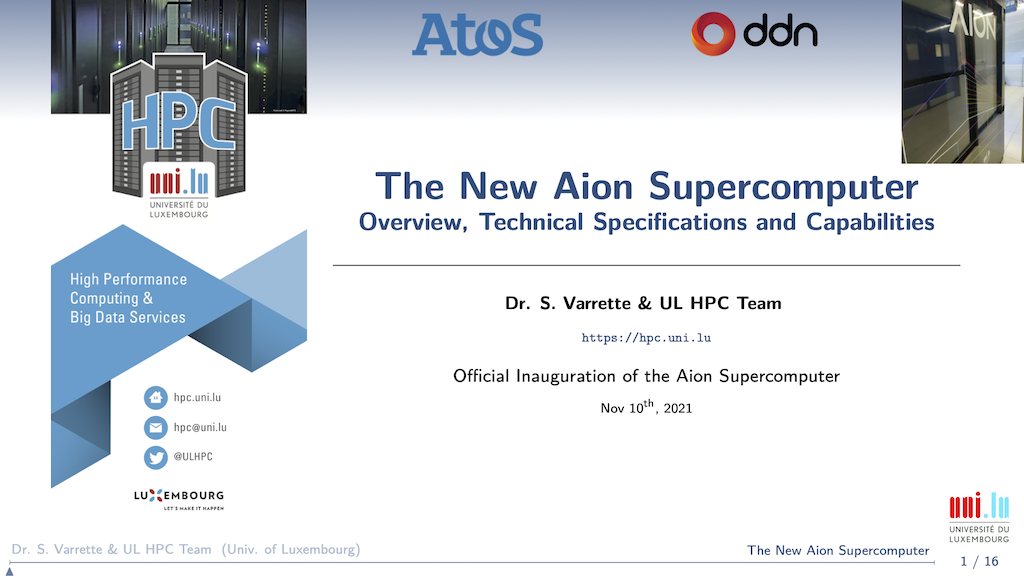 Atos
ddn
AION
HPC
uni.lu
UNIVERSITÉ DU
LUXEMBOURG
High Performance
Computing &
Big Data Services
hpc.uni.lu
hpc@uni.lu
@ULHPC
LUXEMBOURG
LET'S MAKE IT HAPPEN
The New Aion Supercomputer
Overview, Technical Specifications and Capabilities
Dr. S. Varrette & UL HPC Team
https://hpc.uni.lu
Official Inauguration of the Aion Supercomputer
Nov 10th, 2021
uni.lu
UNIVERSITÉ DU
LUXEMBOURG
Dr. S. Varrette & UL HPC Team (Univ. of Luxembourg)
The New Aion Supercomputer
1 / 16